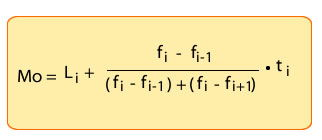 Mo = Lᵢ + (fᵢ - fᵢ₋₁) / ((fᵢ - fᵢ₋₁) + (fᵢ - fᵢ₊₁)) • tᵢ